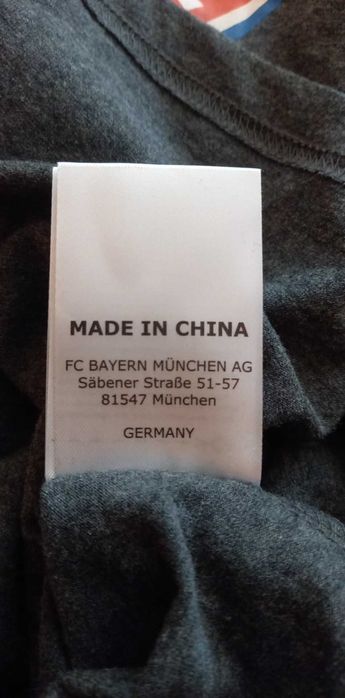 MADE IN CHINA
FC BAYERN MÜNCHEN AG
Säbener Straße 51-57
81547 München
GERMANY